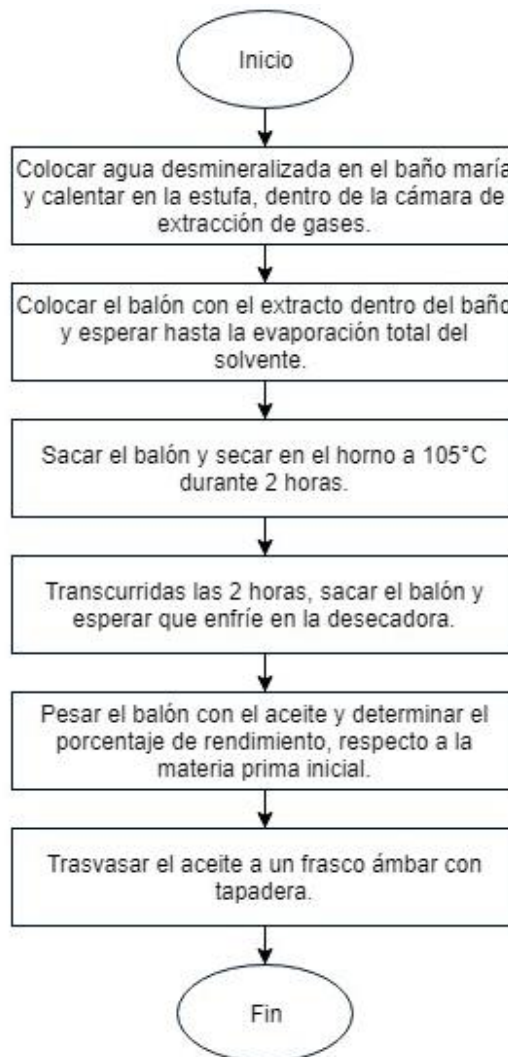 Inicio
Colocar agua desmineralizada en el baño maría
y calentar en la estufa, dentro de la cámara de
extracción de gases.
Colocar el balón con el extracto dentro del baño
y esperar hasta la evaporación total del
solvente.
Sacar el balón y secar en el horno a 105°C
durante 2 horas.
Transcurridas las 2 horas, sacar el balón y
esperar que enfríe en la desecadora.
Pesar el balón con el aceite y determinar el
porcentaje de rendimiento, respecto a la
materia prima inicial.
Trasvasar el aceite a un frasco ámbar con
tapadera.
Fin